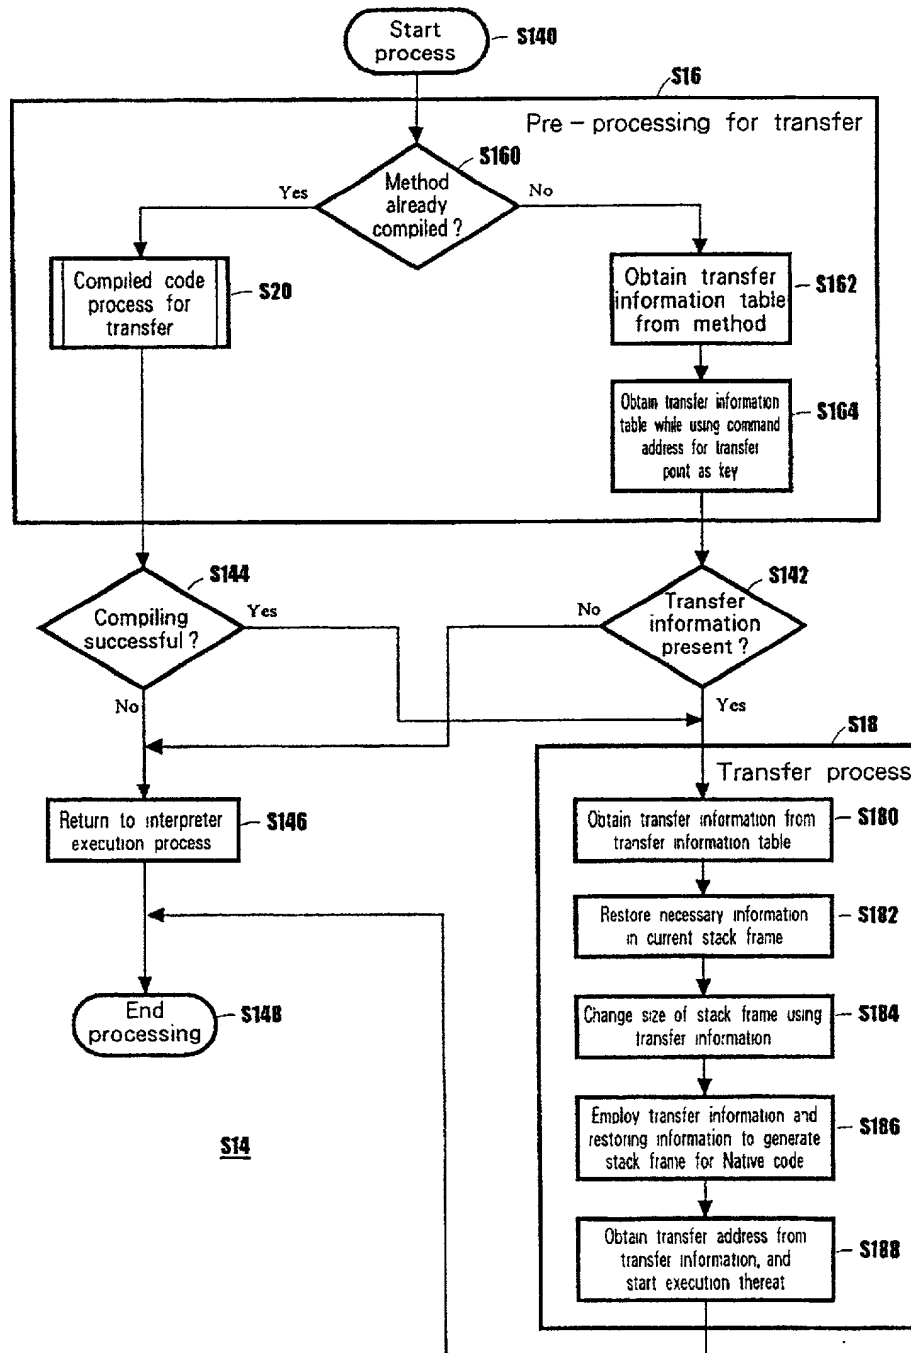 Start
process
S140
S16
Pre - processing for transfer
S160
Method
already
compiled ?
Yes
No
Compiled code
process for
transfer
S20
Obtain transfer
information table
from method
S162
Obtain transfer information
table while using command
address for transfer
point as key
S164
S144
Compiling
successful ?
Yes
No
S142
Transfer
information
present ?
No
Yes
S18
Transfer process
Return to interpreter
execution process
S146
Obtain transfer information from
transfer information table
S180
Restore necessary information
in current stack frame
S182
End
processing
S148
Change size of stack frame using
transfer information
S184
Employ transfer information and
restoring information to generate
stack frame for Native code
S186
S14
Obtain transfer address from
transfer information, and
start execution thereat
S188